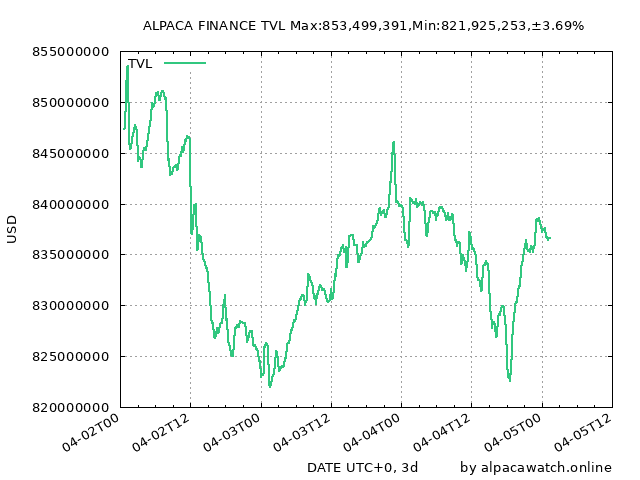 ALPACA FINANCE TVL Max:853,499,391,Min:821,925,253,±3.69%
855000000
TVL
850000000
845000000
840000000
835000000
830000000
825000000
820000000
USD
04-02T00
04-02T12
04-03T00
04-03T12
04-04T00
04-04T12
04-05T00
04-05T12
DATE UTC+0, 3d
by alpacawatch.online